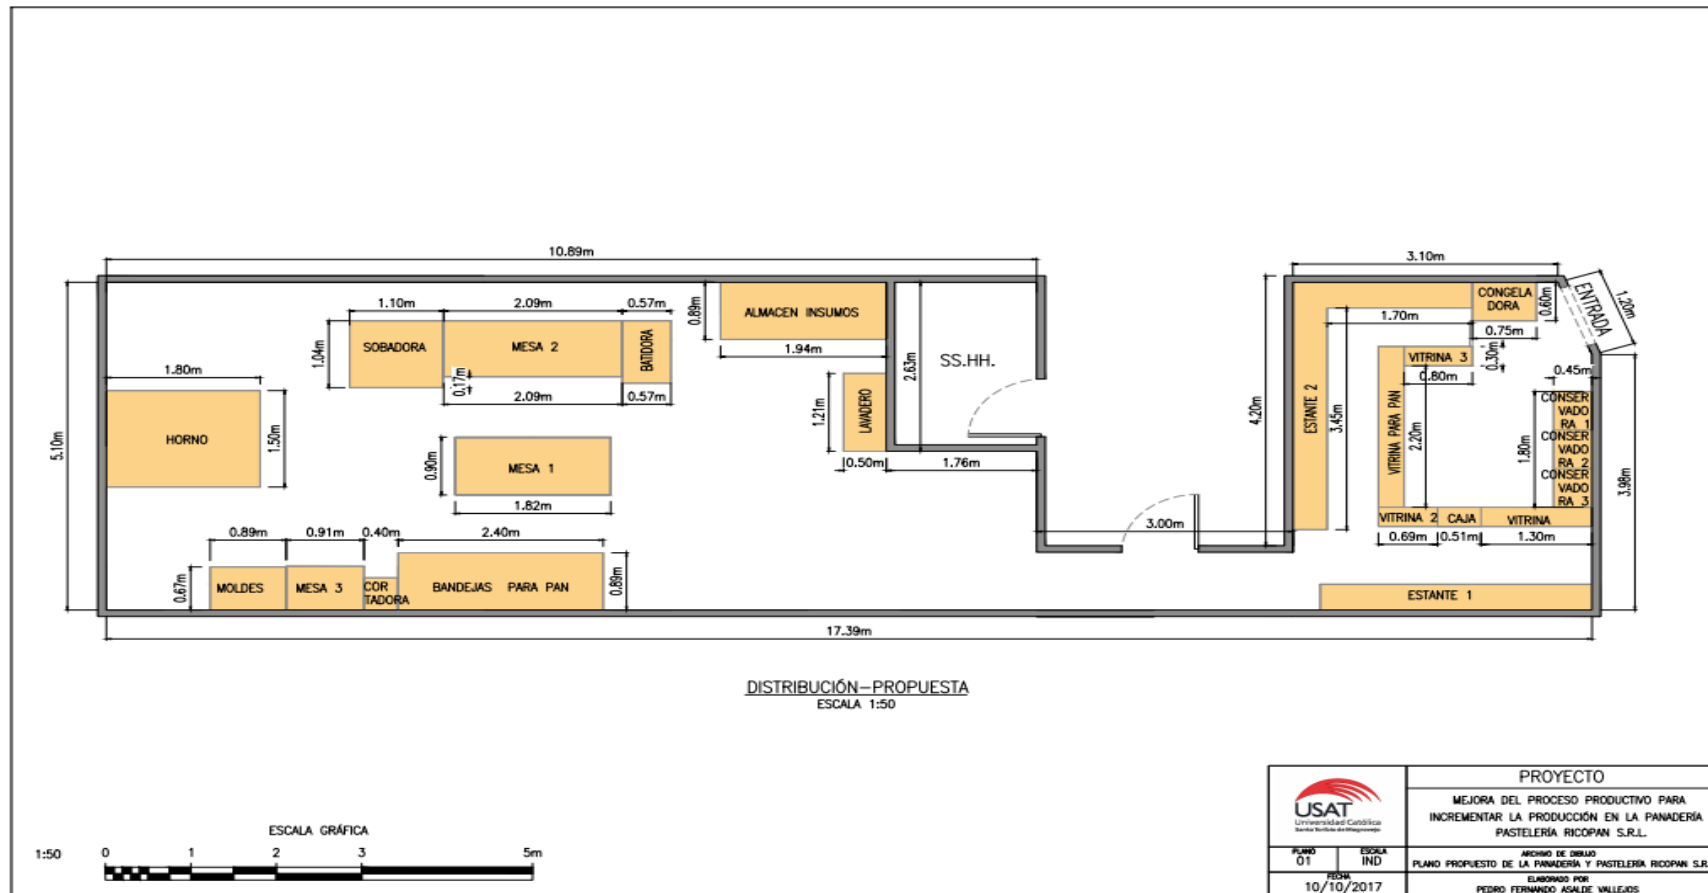 10.89m
3.10m
1.20m
ENTRADA
1.10m
2.09m
0.57m
0.89m
ALMACEN INSUMOS
1.94m
2.63m
SS.HH.
CONGELA
DORA
0.60m
1.70m
0.75m
1.04m
SOBADORA
MESA 2
BATIDORA
0.17m
2.09m
0.57m
VITRINA 3
0.30m
0.80m
0.45m
1.80m
HORNO
1.50m
5.10m
LAVADERO
1.21m
0.50m
1.76m
4.20m
ESTANTE 2
3.45m
VITRINA PARA PAN
2.20m
1.80m
CONSER
VADO
RA 1
CONSER
VADO
RA 2
CONSER
VADO
RA 3
3.98m
0.90m
MESA 1
1.82m
3.00m
VITRINA 2
CAJA
VITRINA
0.69m
0.51m
1.30m
0.89m
0.91m
0.40m
2.40m
0.67m
MOLDES
MESA 3
COR
TADORA
BANDEJAS PARA PAN
0.89m
ESTANTE 1
17.39m
DISTRIBUCIÓN-PROPUESTA
ESCALA 1:50
ESCALA GRÁFICA
1:50
0 1 2 3 5m
USAT
Universidad Católica
Santo Toribio de Mogrovejo
PROYECTO
MEJORA DEL PROCESO PRODUCTIVO PARA
INCREMENTAR LA PRODUCCIÓN EN LA PANADERÍA
PASTELERÍA RICOPAN S.R.L.
PLANO
01
ESCALA
IND
ARCHIVO DE DIBUJO
PLANO PROPUESTO DE LA PANADERÍA Y PASTELERÍA RICOPAN S.R
FECHA
10/10/2017
ELABORADO POR
PEDRO FERNANDO ASALDE VALLEJOS